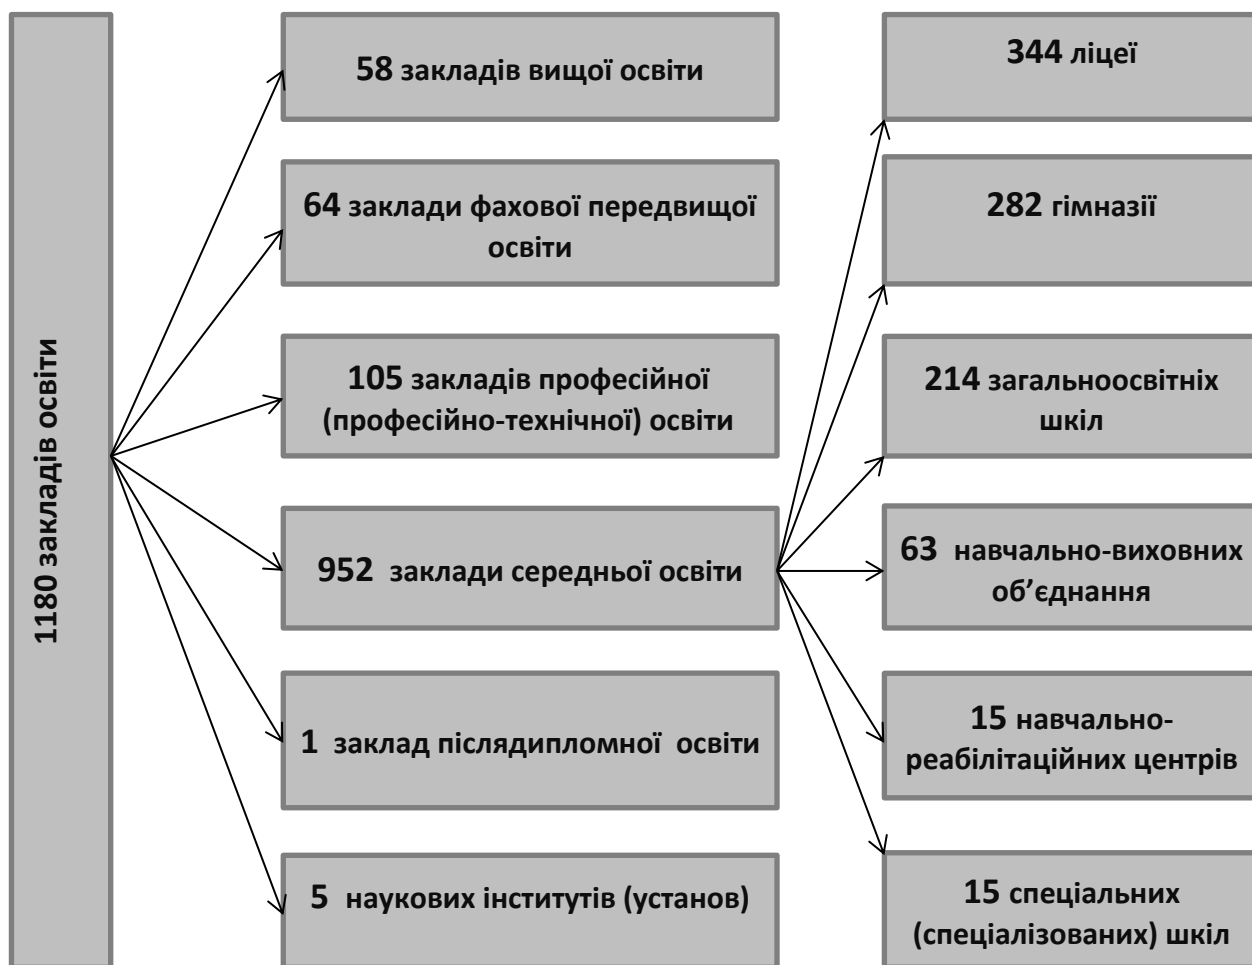 1180 закладів освіти
58 закладів вищої освіти
64 заклади фахової передвищої
освіти
105 закладів професійної
(професійно-технічної) освіти
952 заклади середньої освіти
1 заклад післядипломної освіти
5 наукових інститутів (установ)
344 ліцеї
282 гімназії
214 загальноосвітніх
шкіл
63 навчально-виховних
об’єднання
15 навчально-
реабілітаційних центрів
15 спеціальних
(спеціалізованих) шкіл